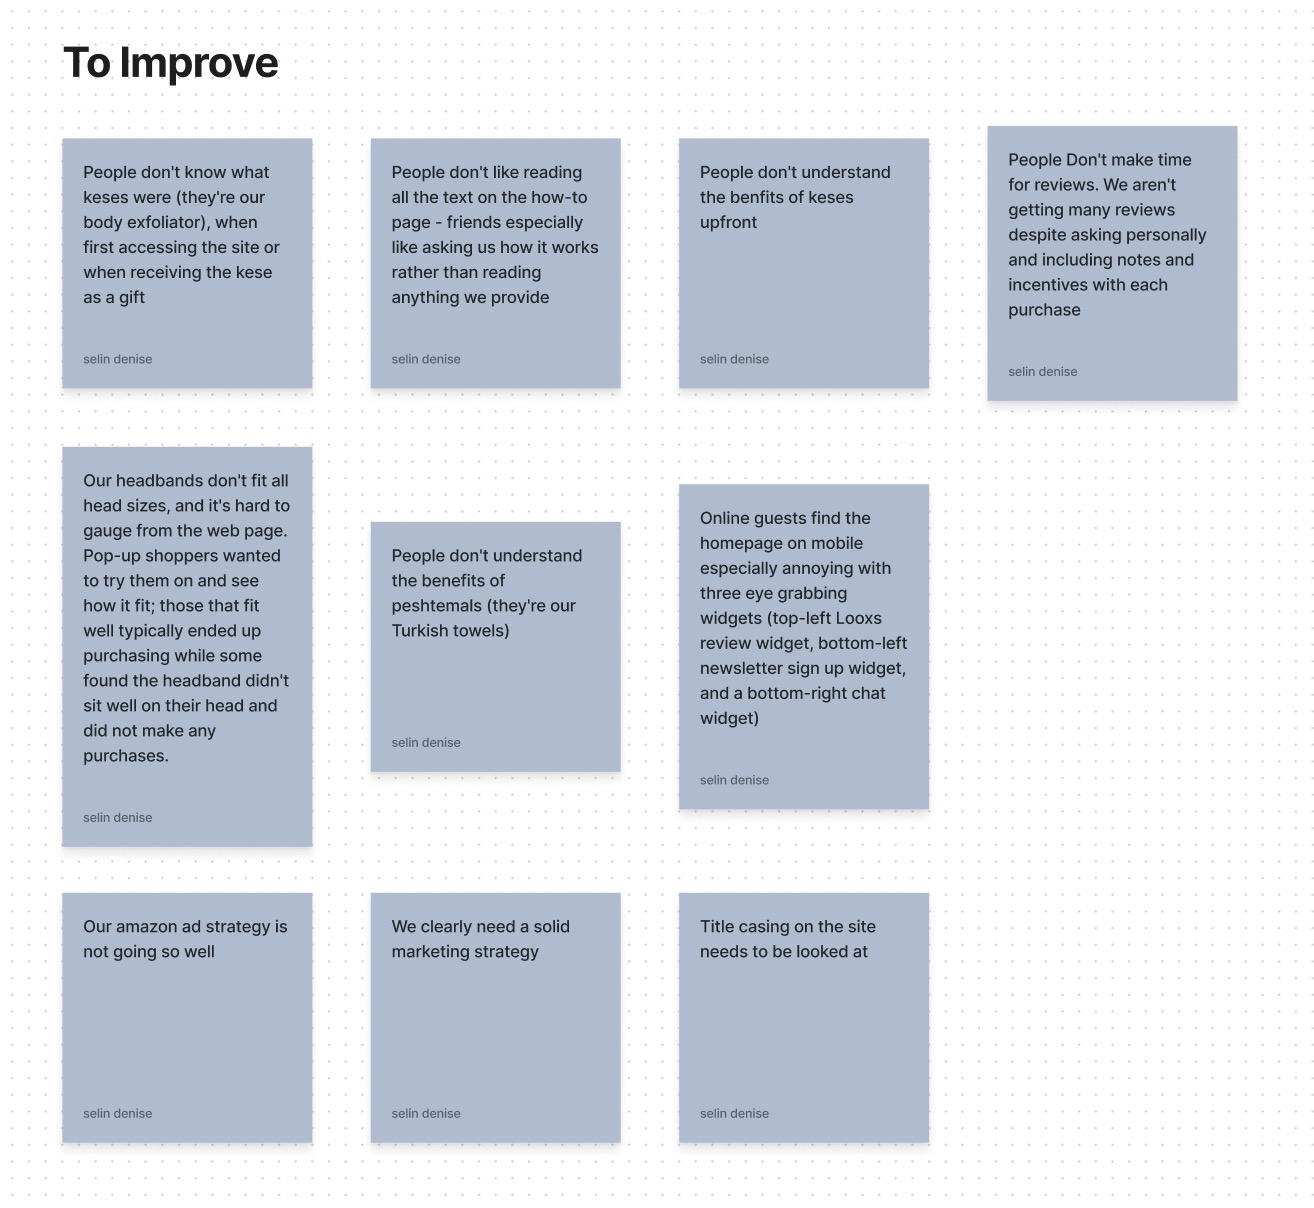 To Improve
People don't know what
keses were (they're our
body exfoliator), when
first accessing the site or
when receiving the kese
as a gift
selin denise
People don't like reading
all the text on the how-to
page - friends especially
like asking us how it works
rather than reading
anything we provide
selin denise
People don't understand
the benfits of keses
upfront
selin denise
People Don't make time
for reviews. We aren't
getting many reviews
despite asking personally
and including notes and
incentives with each
purchase
selin denise
Our headbands don't fit all
head sizes, and it's hard to
gauge from the web page.
Pop-up shoppers wanted
to try them on and see
how it fit; those that fit
well typically ended up
purchasing while some
found the headband didn't
sit well on their head and
did not make any
purchases.
selin denise
People don't understand
the benefits of
peshtemals (they're our
Turkish towels)
selin denise
Online guests find the
homepage on mobile
especially annoying with
three eye grabbing
widgets (top-left Looxs
review widget, bottom-left
newsletter sign up widget,
and a bottom-right chat
widget)
selin denise
Our amazon ad strategy is
not going so well
selin denise
We clearly need a solid
marketing strategy
selin denise
Title casing on the site
needs to be looked at
selin denise